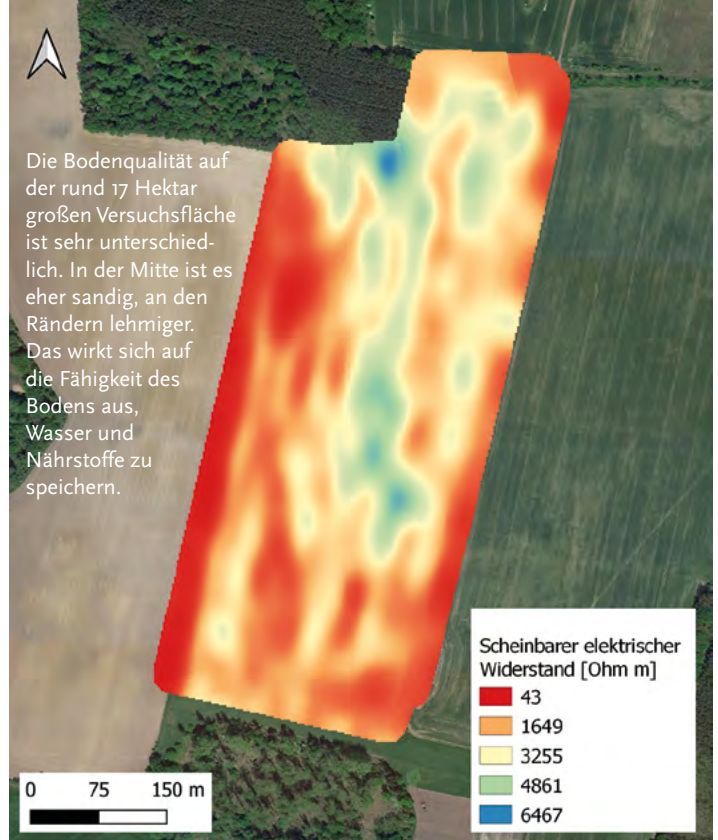 Die Bodenqualität auf
der rund 17 Hektar
großen Versuchsfläche
ist sehr unterschied-
lich. In der Mitte ist es
eher sandig, an den
Rändern lehmiger.
Das wirkt sich auf
die Fähigkeit des
Bodens aus,
Wasser und
Nährstoffe zu
speichern.
Scheinbarer elektrischer
Widerstand [Ohm m]
43
1649
3255
4861
6467
0 75 150 m